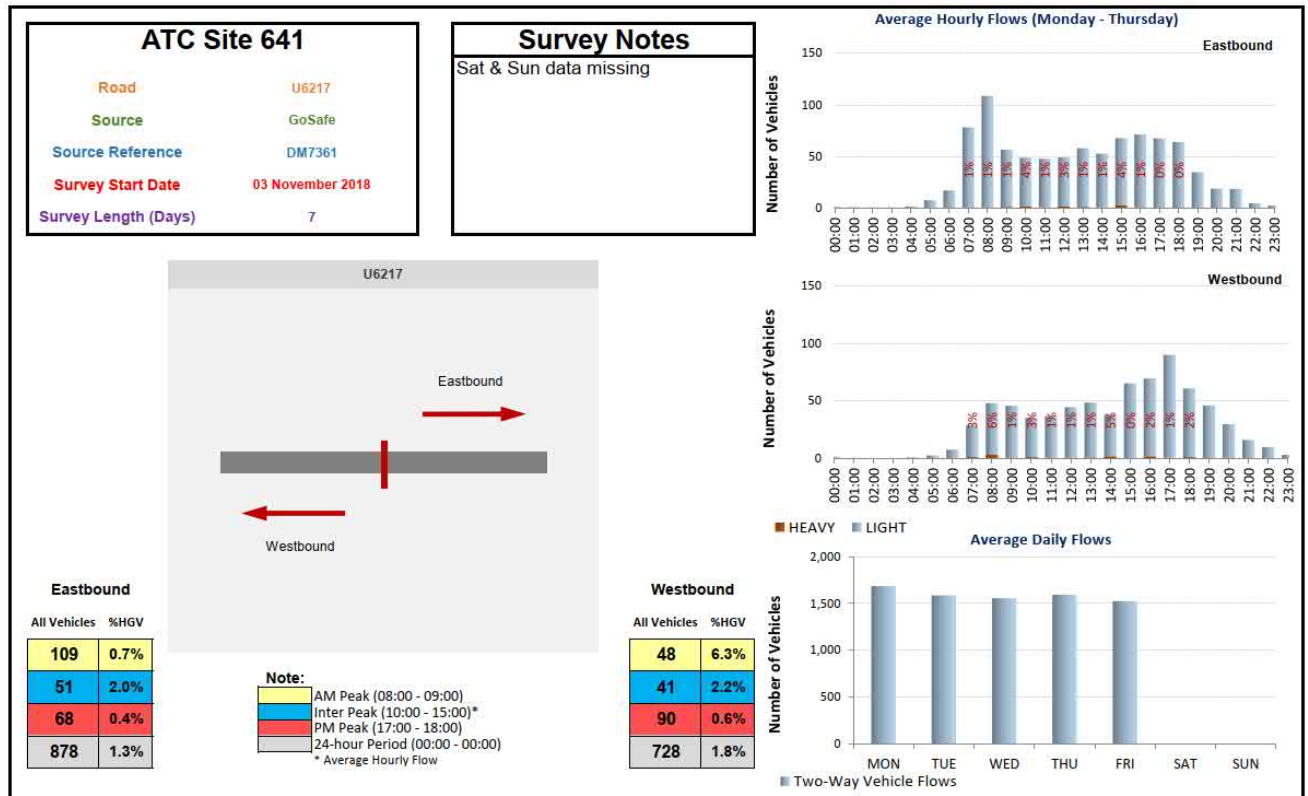 ATC Site 641
Road U6217
Source GoSafe
Source Reference DM7361
Survey Start Date 03 November 2018
Survey Length (Days) 7
Survey Notes
Sat & Sun data missing
U6217
Eastbound
Westbound
Eastbound
All Vehicles %HGV
109 0.7%
51 2.0%
68 0.4%
878 1.3%
Note:
AM Peak (08:00 - 09:00)
Inter Peak (10:00 - 15:00)*
PM Peak (17:00 - 18:00)
24-hour Period (00:00 - 00:00)
* Average Hourly Flow
Westbound
All Vehicles %HGV
48 6.3%
41 2.2%
90 0.6%
728 1.8%
Average Hourly Flows (Monday - Thursday)
Eastbound
Number of Vehicles
150
100
50
0
1% 1% 1% 4% 1% 3% 1% 1% 4% 1% 0% 0%
00:00 01:00 02:00 03:00 04:00 05:00 06:00 07:00 08:00 09:00 10:00 11:00 12:00 13:00 14:00 15:00 16:00 17:00 18:00 19:00 20:00 21:00 22:00 23:00
Westbound
Number of Vehicles
150
100
50
0
3% 6% 1% 3% 1% 1% 1% 5% 0% 2% 1% 2%
00:00 01:00 02:00 03:00 04:00 05:00 06:00 07:00 08:00 09:00 10:00 11:00 12:00 13:00 14:00 15:00 16:00 17:00 18:00 19:00 20:00 21:00 22:00 23:00
HEAVY LIGHT
Average Daily Flows
Number of Vehicles
2,000
1,500
1,000
500
0
MON TUE WED THU FRI SAT SUN
Two-Way Vehicle Flows